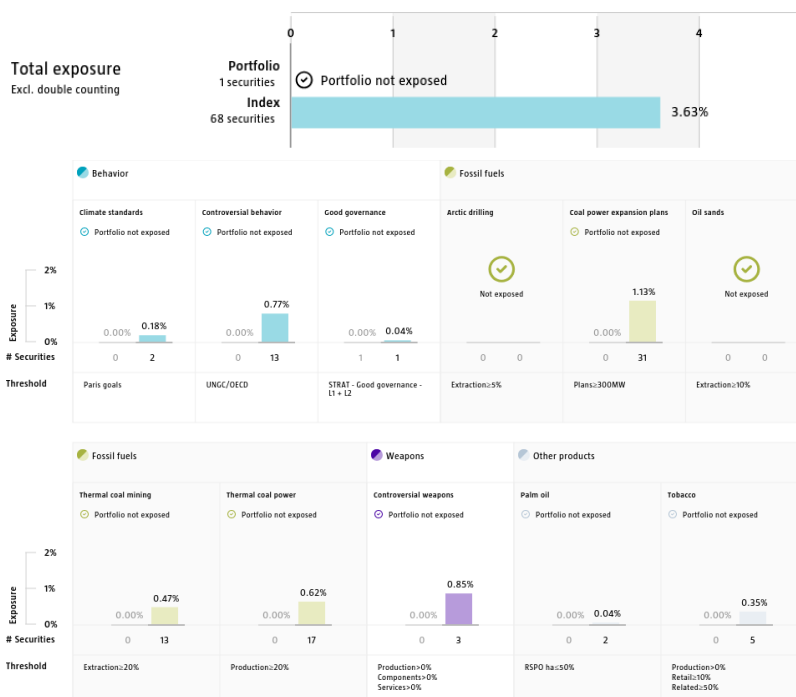 0 1 2 3 4
Total exposure
Excl. double counting
Portfolio
1 securities
Portfolio not exposed
Index
68 securities
3.63%
Behavior
Fossil fuels
Climate standards
Controversial behavior
Good governance
Arctic drilling
Coal power expansion plans
Oil sands
Portfolio not exposed
Portfolio not exposed
Portfolio not exposed
Portfolio not exposed
Not exposed
Not exposed
Exposure
2%
1%
0%
0.00% 0.18%
0.00% 0.77%
0.00% 0.04%
0.00% 1.13%
# Securities
0 2
0 13
1 1
0 0
0 31
0 0
Threshold
Paris goals
UNGC/OECD
STRAT - Good governance -
L1 + L2
Extraction≥5%
Plans≥300MW
Extraction≥10%
Fossil fuels
Weapons
Other products
Thermal coal mining
Thermal coal power
Controversial weapons
Palm oil
Tobacco
Portfolio not exposed
Portfolio not exposed
Portfolio not exposed
Portfolio not exposed
Portfolio not exposed
Exposure
2%
1%
0%
0.00% 0.47%
0.00% 0.62%
0.00% 0.85%
0.00% 0.04%
0.00% 0.35%
# Securities
0 13
0 17
0 3
0 2
0 5
Threshold
Extraction≥20%
Production≥20%
Production>0%
Components>0%
Services>0%
RSPO ha≤50%
Production>0%
Retail≥10%
Related≥50%